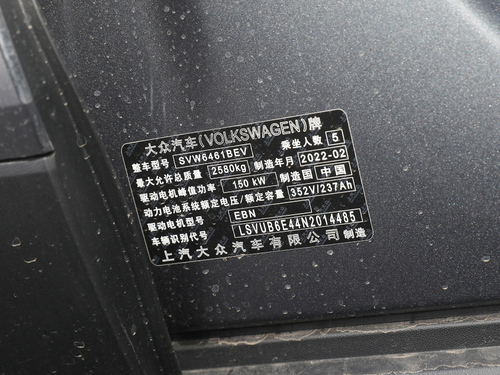 大众汽车(VOLKSWAGEN)牌
整车型号 SVW6461BEV 乘坐人数 5
最大允许总质量 2580kg 制造年月 2022-02
驱动电机峰值功率 150 kW 制造国 中国
动力电池系统额定电压/额定容量 352V/237Ah
驱动电机型号 EBN
车辆识别代号 LSVUB6E44N2014485
上汽大众汽车有限公司 制造